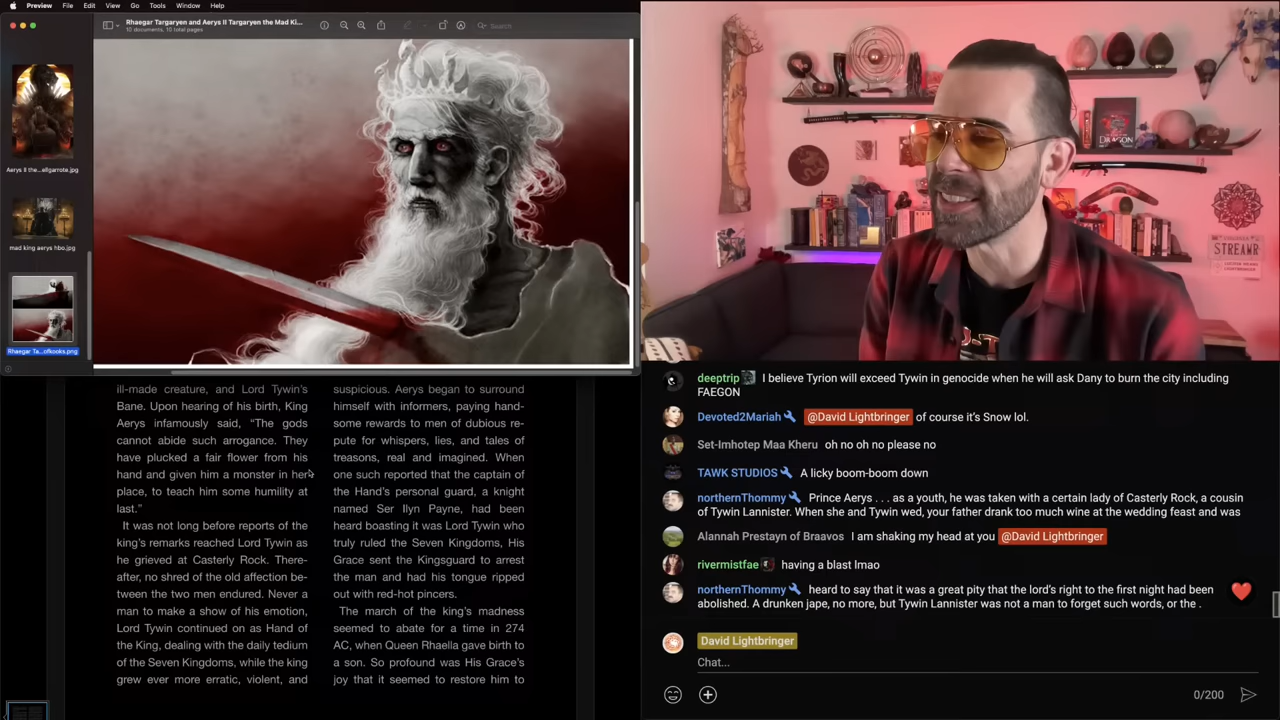 Preview File Edit View Go Tools Window Help
Rhaegar Targaryen and Aerys II Targaryen the Mad Ki...
10 documents, 10 total pages
Search
Aerys II the...ellgarrote.jpg
mad king aerys hbo.jpg
Rhaegar Ta...ofkooks.png
ill-made creature, and Lord Tywin's
Bane. Upon hearing of his birth, King
Aerys infamously said, “The gods
cannot abide such arrogance. They
have plucked a fair flower from his
hand and given him a monster in her
place, to teach him some humility at
last.”
It was not long before reports of the
king's remarks reached Lord Tywin as
he grieved at Casterly Rock. There-
after, no shred of the old affection be-
tween the two men endured. Never a
man to make a show of his emotion,
Lord Tywin continued on as Hand of
the King, dealing with the daily tedium
of the Seven Kingdoms, while the king
grew ever more erratic, violent, and
suspicious. Aerys began to surround
himself with informers, paying hand-
some rewards to men of dubious re-
pute for whispers, lies, and tales of
treasons, real and imagined. When
one such reported that the captain of
the Hand's personal guard, a knight
named Ser Ilyn Payne, had been
heard boasting it was Lord Tywin who
truly ruled the Seven Kingdoms, His
Grace sent the Kingsguard to arrest
the man and had his tongue ripped
out with red-hot pincers.
The march of the king's madness
seemed to abate for a time in 274
AC, when Queen Rhaella gave birth to
a son. So profound was His Grace's
joy that it seemed to restore him to
DRAGON
STREAWR
deeptrip I believe Tyrion will exceed Tywin in genocide when he will ask Dany to burn the city including
FAEGON
Devoted2Mariah @David Lightbringer of course it's Snow lol.
Set-Imhotep Maa Kheru oh no oh no please no
TAWK STUDIOS A licky boom-boom down
northernThommy Prince Aerys . . . as a youth, he was taken with a certain lady of Casterly Rock, a cousin
of Tywin Lannister. When she and Tywin wed, your father drank too much wine at the wedding feast and was
Alannah Prestayn of Braavos I am shaking my head at you @David Lightbringer
rivermistfae having a blast lmao
northernThommy heard to say that it was a great pity that the lord's right to the first night had been
abolished. A drunken jape, no more, but Tywin Lannister was not a man to forget such words, or the .
David Lightbringer
Chat...
0/200